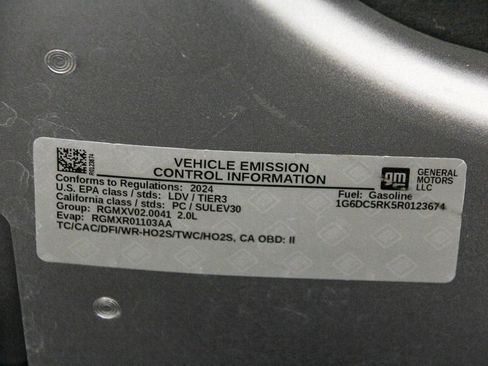 R0123674
VEHICLE EMISSION
CONTROL INFORMATION
gm
GENERAL
MOTORS
LLC
Conforms to Regulations: 2024
U.S. EPA class / stds: LDV / TIER3
California class / stds: PC / SULEV30
Group: RGMXV02.0041 2.0L
Evap: RGMXR01103AA
TC/CAC/DFI/WR-HO2S/TWC/HO2S, CA OBD: II
Fuel: Gasoline
1G6DC5RK5R0123674